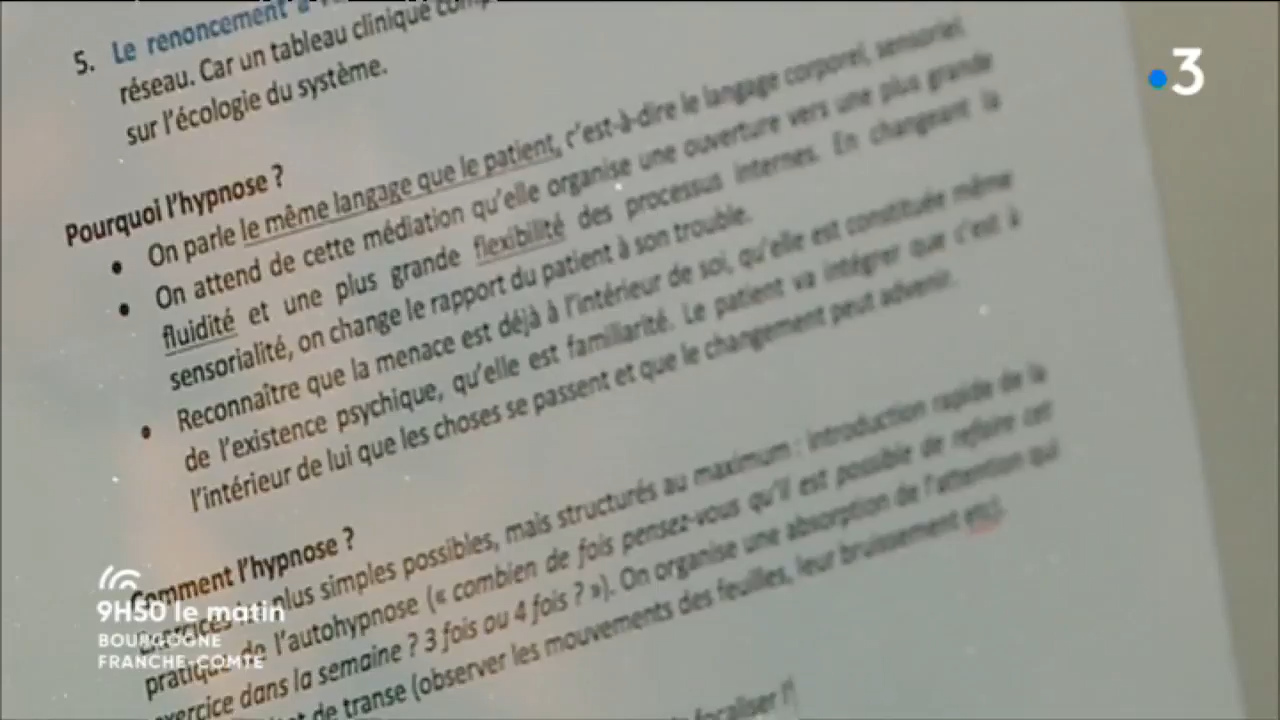 5. Le renoncement à
réseau. Car un tableau clinique
sur l'écologie du système.
Pourquoi l'hypnose ?
• On parle le même langage que le patient, c'est-à-dire le langage corporel, sensoriel.
• On attend de cette médiation qu'elle organise une ouverture vers une plus grande
fluidité et une plus grande flexibilité des processus internes. En changeant la
sensorialité, on change le rapport du patient à son trouble.
• Reconnaître que la menace est déjà à l'intérieur de soi, qu'elle est constituée même
de l'existence psychique, qu'elle est familiarité. Le patient va intégrer que c'est à
l'intérieur de lui que les choses se passent et que le changement peut advenir.
Comment l'hypnose ?
Exercices les plus simples possibles, mais structurés au maximum : introduction rapide de la
pratique de l'autohypnose (« combien de fois pensez-vous qu'il est possible de refaire cet
exercice dans la semaine ? 3 fois ou 4 fois ? »). On organise une absorption de l'attention qui
de transe (observer les mouvements des feuilles, leur bruissement etc).
focaliser !
3
9H50 le matin
BOURGOGNE
FRANCHE-COMTÉ